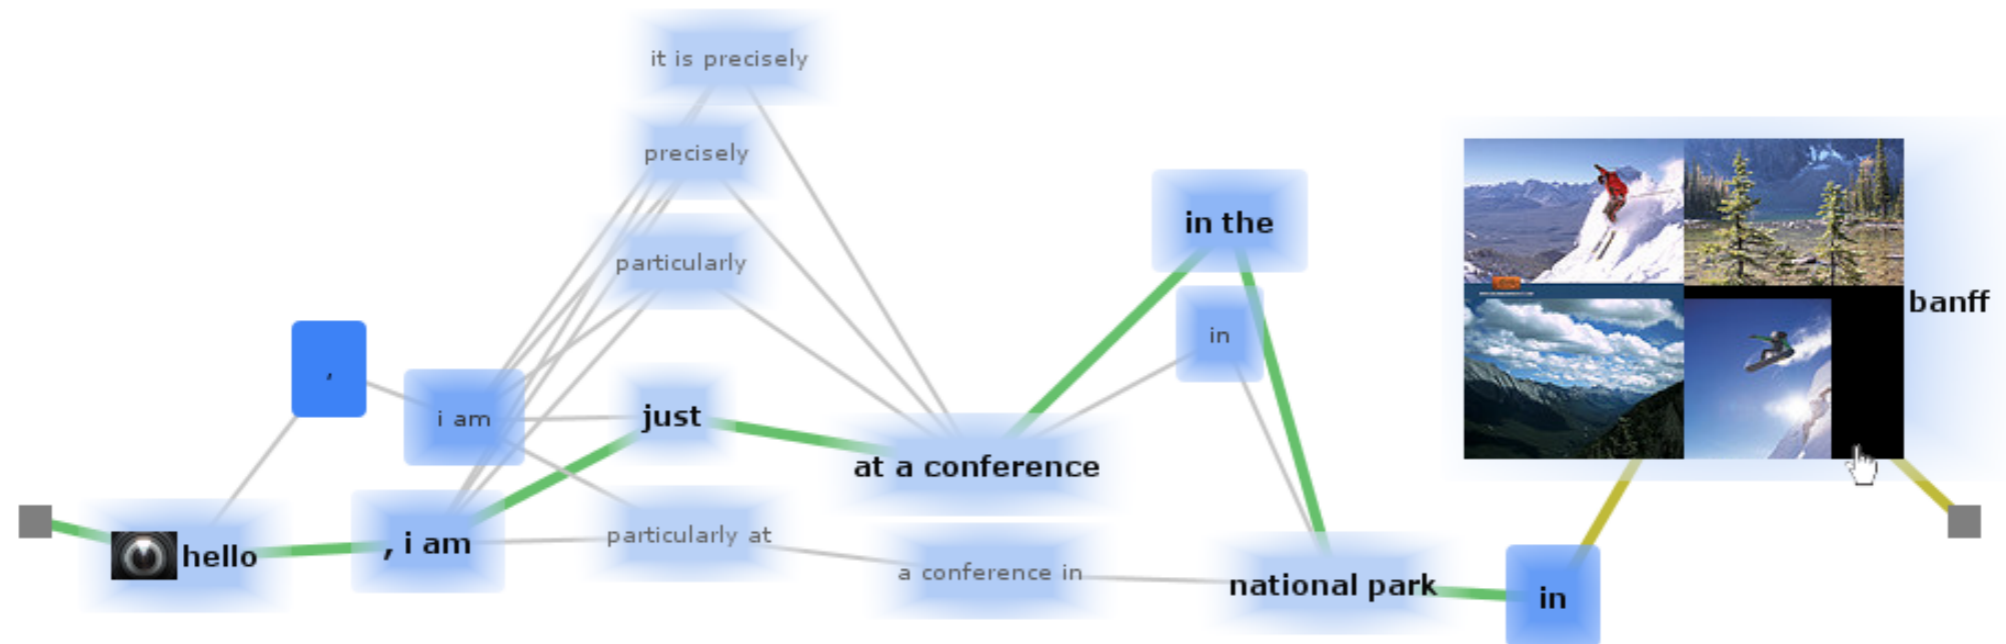 it is precisely
precisely
particularly
,
i am
just
at a conference
in the
in
banff
hello
, i am
particularly at
a conference in
national park
in